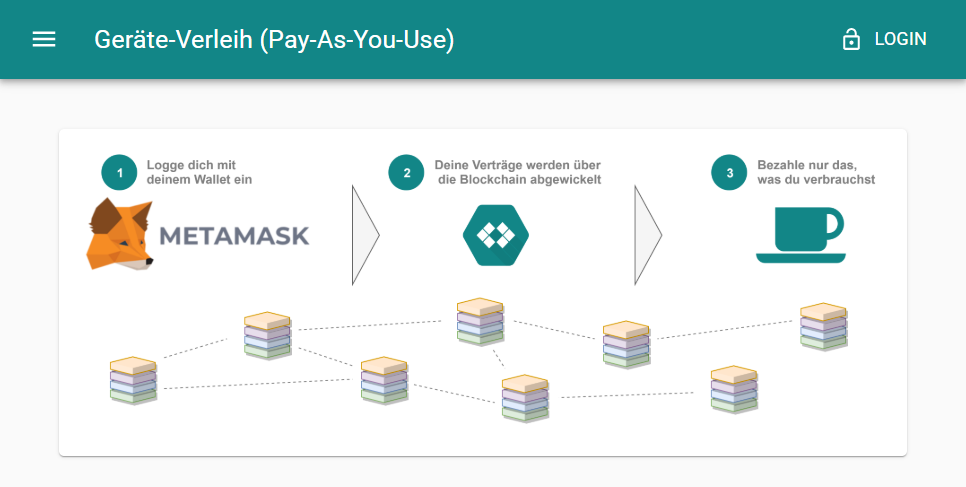 Geräte-Verleih (Pay-As-You-Use)
LOGIN
1
Logge dich mit
deinem Wallet ein
METAMASK
2
Deine Verträge werden über
die Blockchain abgewickelt
3
Bezahle nur das,
was du verbrauchst